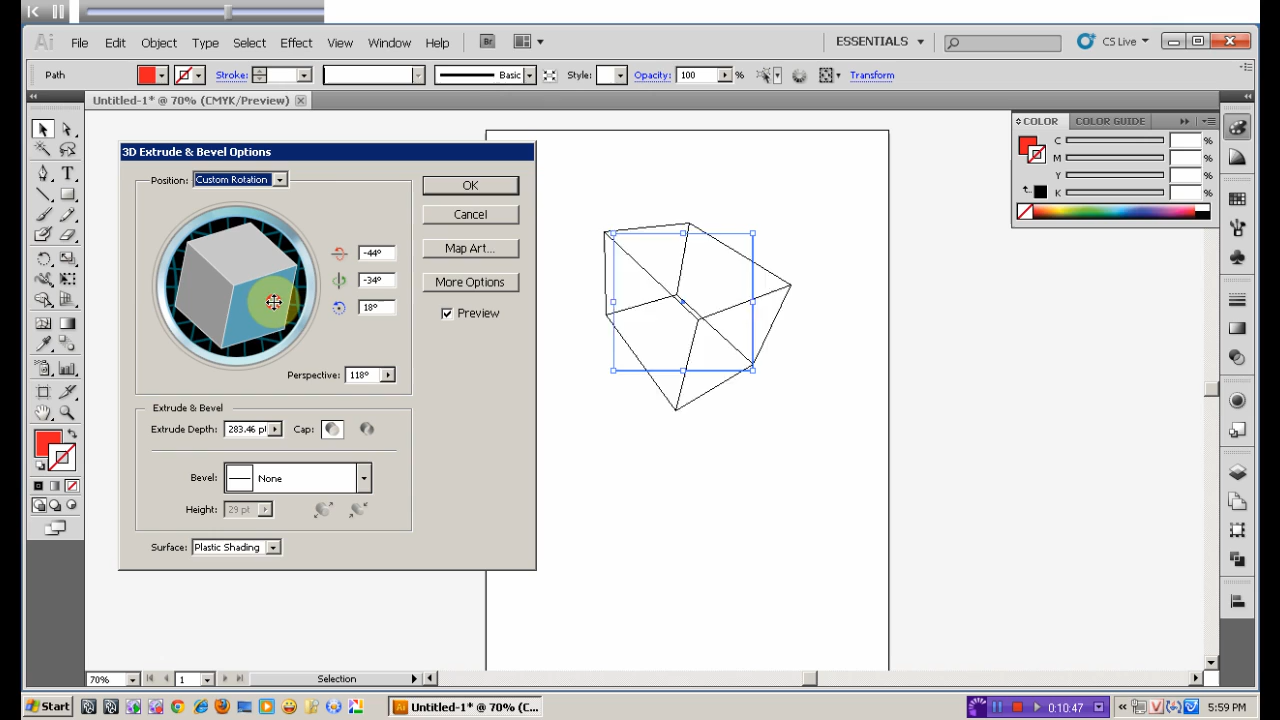 Ai File Edit Object Type Select Effect View Window Help Br ESSENTIALS CS Live
Path Stroke: Basic Style: Opacity: 100 % Transform
Untitled-1* @ 70% (CMYK/Preview)
COLOR COLOR GUIDE
C %
M %
Y %
K %
3D Extrude & Bevel Options
Position: Custom Rotation
OK
Cancel
Map Art...
More Options
Preview
-44°
-34°
18°
Perspective: 118°
Extrude & Bevel
Extrude Depth: 283.46 pt Cap:
Bevel: None
Height: 29 pt
Surface: Plastic Shading
70% 1 Selection
Start Untitled-1* @ 70% (C... 0:10:47 5:59 PM